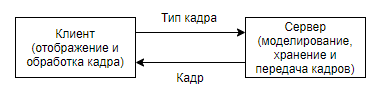 Тип кадра
Клиент
(отображение и
обработка кадра)
Сервер
(моделирование,
хранение и
передача кадров)
Кадр